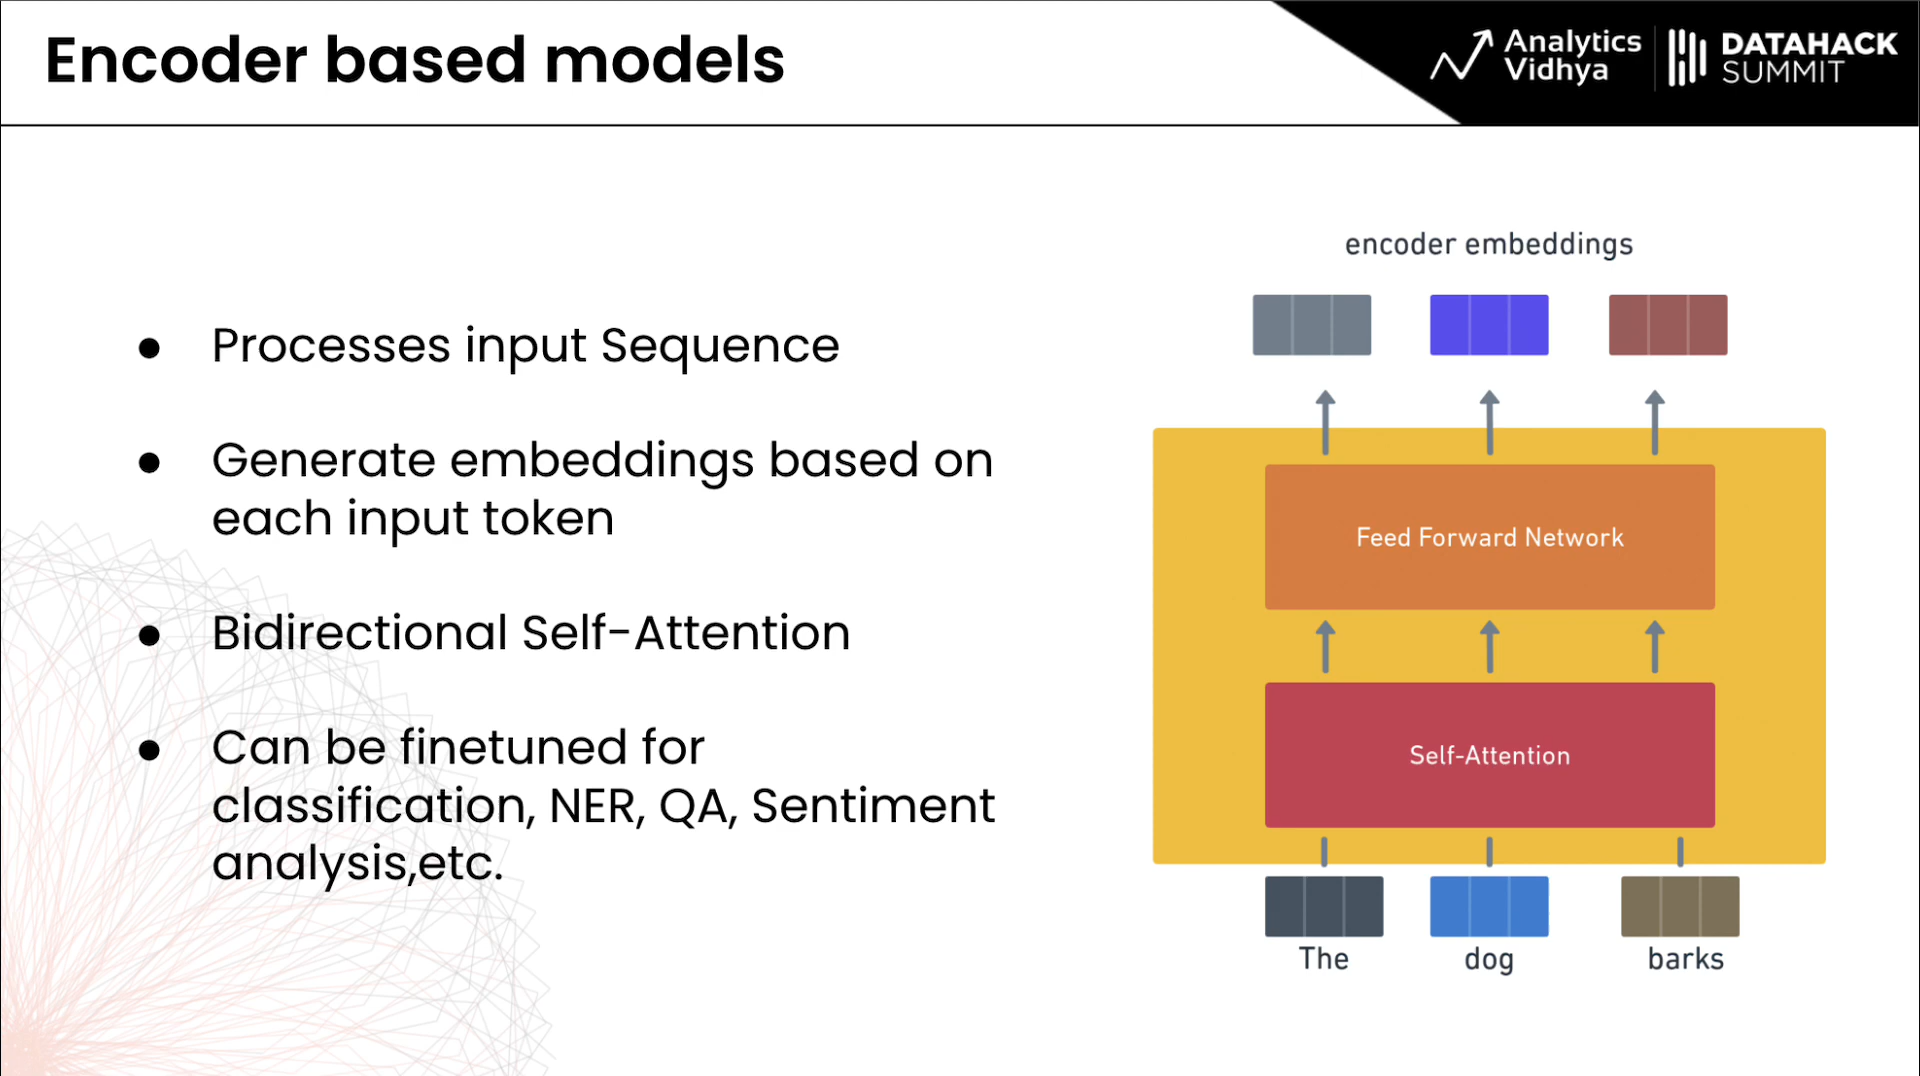 Encoder based models
Analytics
Vidhya
DATAHACK
SUMMIT
● Processes input Sequence
● Generate embeddings based on
each input token
● Bidirectional Self-Attention
● Can be finetuned for
classification, NER, QA, Sentiment
analysis,etc.
encoder embeddings
Feed Forward Network
Self-Attention
The dog barks